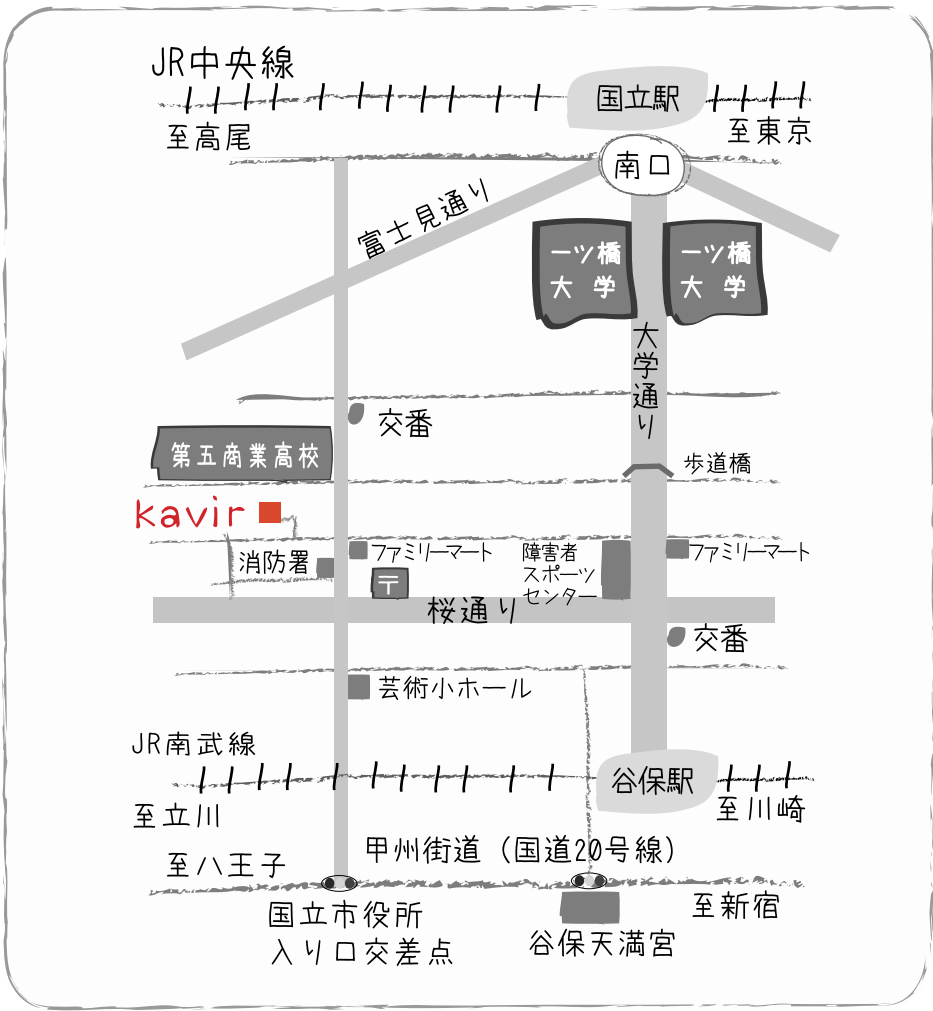 JR中央線
国立駅
至高尾
至東京
南口
富士見通り
一ツ橋
大 学
一ツ橋
大 学
大学通り
交番
第五商業高校
歩道橋
kavir
消防署
ファミリーマート
〒
障害者
スポーツ
センター
ファミリーマート
桜通り
交番
芸術小ホール
JR南武線
谷保駅
至立川
至川崎
甲州街道(国道20号線)
至八王子
国立市役所
入り口交差点
谷保天満宮
至新宿